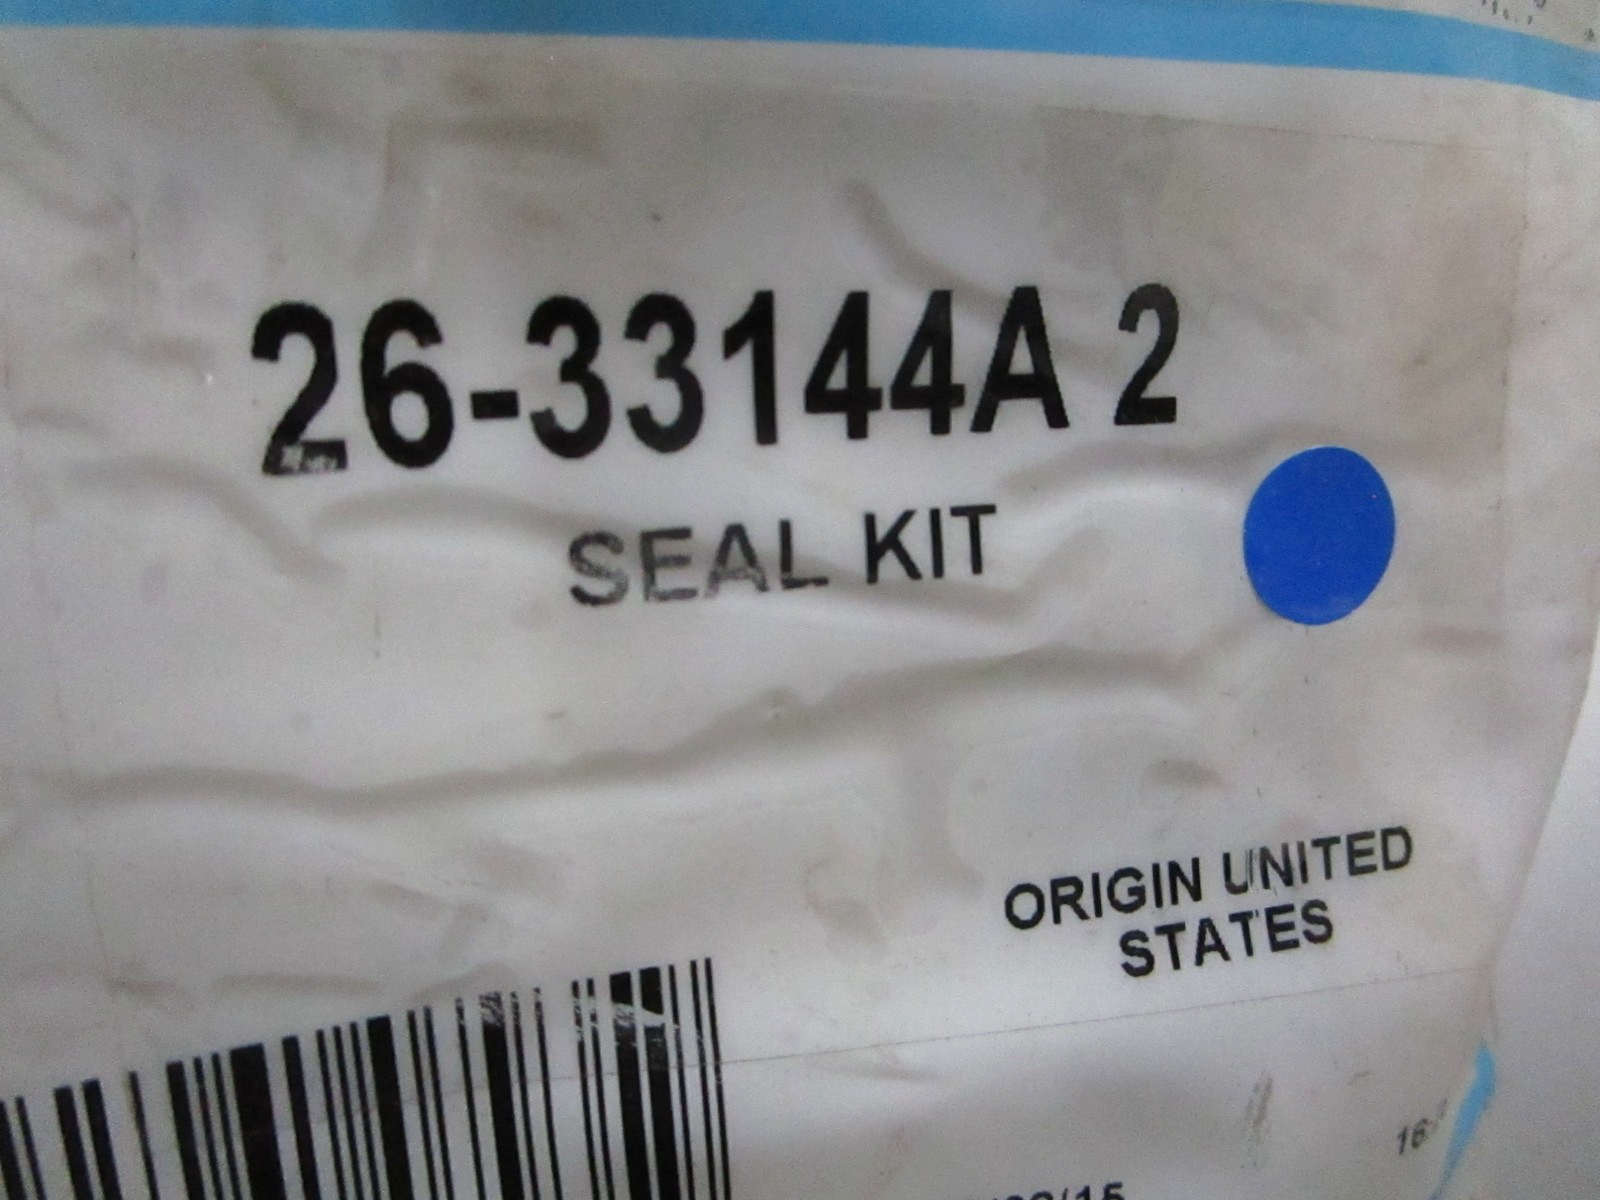 26-33144A 2
SEAL KIT
ORIGIN UNITED
STATES